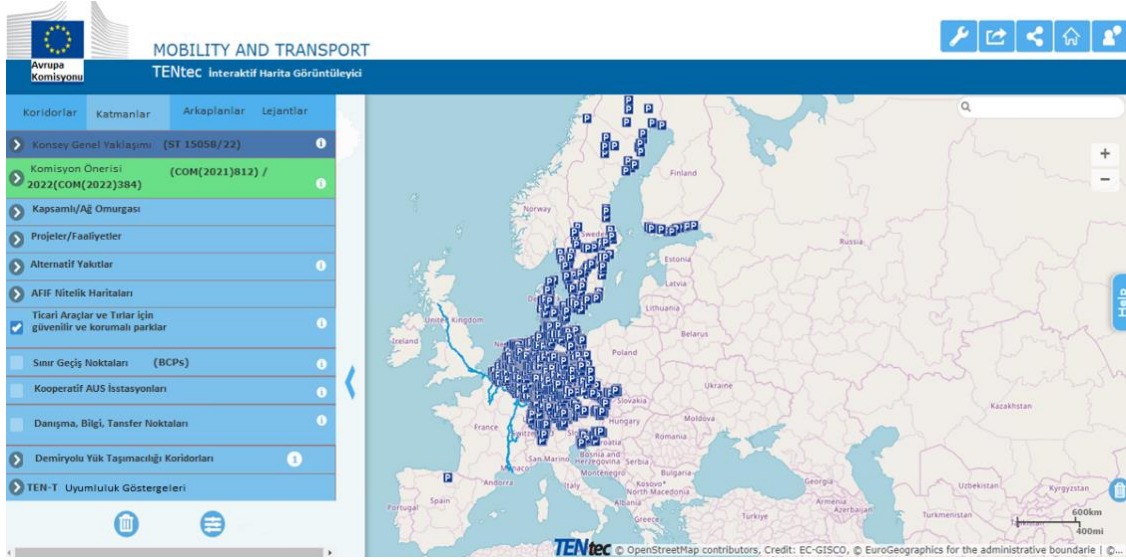 MOBILITY AND TRANSPORT
Avrupa
Komisyonu
TENtec İnteraktif Harita Görüntüleyici
Koridorlar Katmanlar Arkaplanlar Lejantlar
Konsey Genel Yaklaşımı (ST 15058/22)
Komisyon Önerisi (COM(2021)812) /
2022(COM(2022)384)
Kapsamlı/Ağ Omurgası
Projeler/Faaliyetler
Alternatif Yakıtlar
AFIF Nitelik Haritaları
Ticari Araçlar ve Tırlar için
güvenilir ve korumalı parklar
Sınır Geçiş Noktaları (BCPs)
Kooperatif AUS İsstasyonları
Danışma, Bilgi, Tansfer Noktaları
Demiryolu Yük Taşımacılığı Koridorları 1
TEN-T Uyumluluk Göstergeleri
Finland
Norway
Sweden
Russia
Estonia
Latvia
Lithuania
United Kingdom
Ireland
Belarus
Poland
Ukraine
Slovakia
Kazakhstan
France
Hungary
Moldova
Romania
San Marino
Bosnia and
Herzegovina Serbia
Monaco
Montenegro
Andorra
Italy
Kosovo*
Bulgaria
North Macedonia
Georgia
Uzbekistan
Kyrgyzstan
Spain
Portugal
Albania
Armenia
Azerbaijan
Turkmenistan
Greece
Türkiye
Help
+
−
600km
400mi
TENtec © OpenStreetMap contributors, Credit: EC-GISCO, © EuroGeographics for the administrative boundarie | ©...